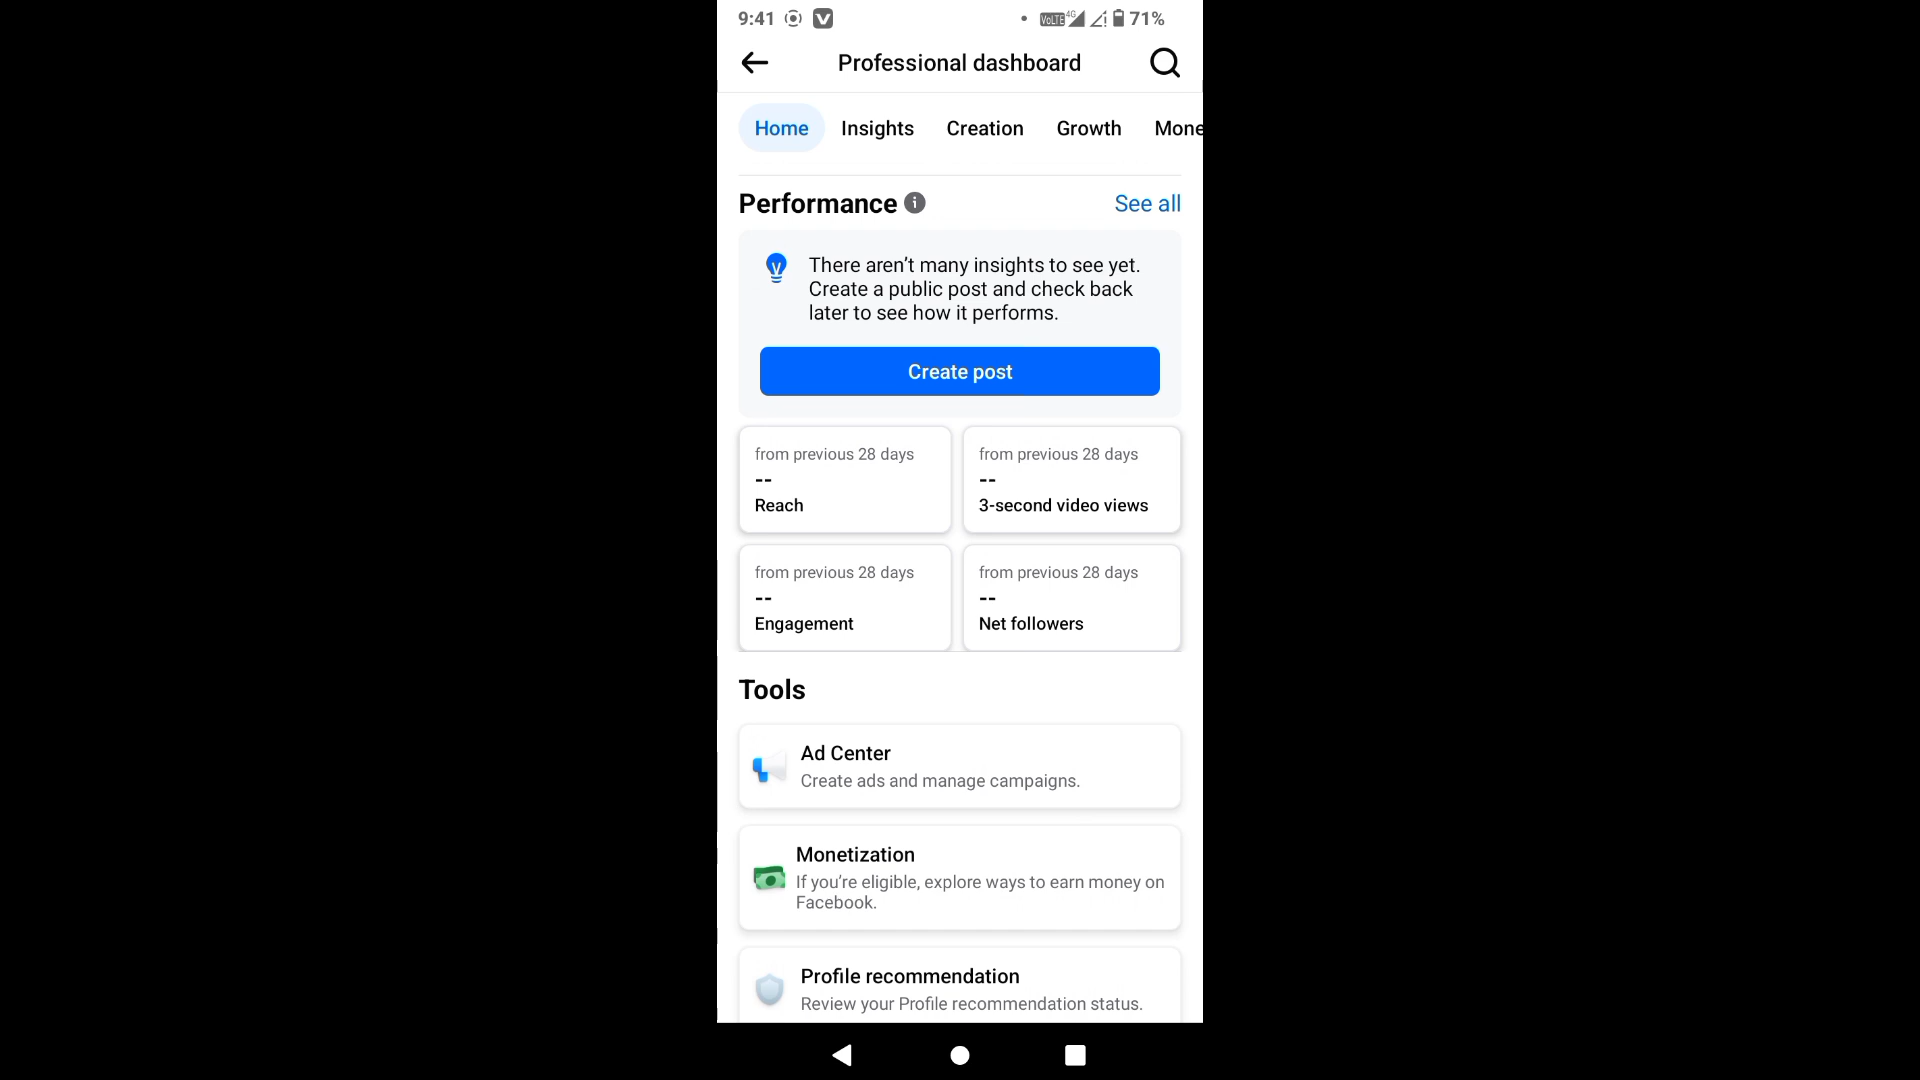 9:41
VoLTE 4G 71%
Professional dashboard
Home Insights Creation Growth Mone
Performance See all
There aren’t many insights to see yet.
Create a public post and check back
later to see how it performs.
Create post
from previous 28 days
--
Reach
from previous 28 days
--
3-second video views
from previous 28 days
--
Engagement
from previous 28 days
--
Net followers
Tools
Ad Center
Create ads and manage campaigns.
Monetization
If you’re eligible, explore ways to earn money on
Facebook.
Profile recommendation
Review your Profile recommendation status.